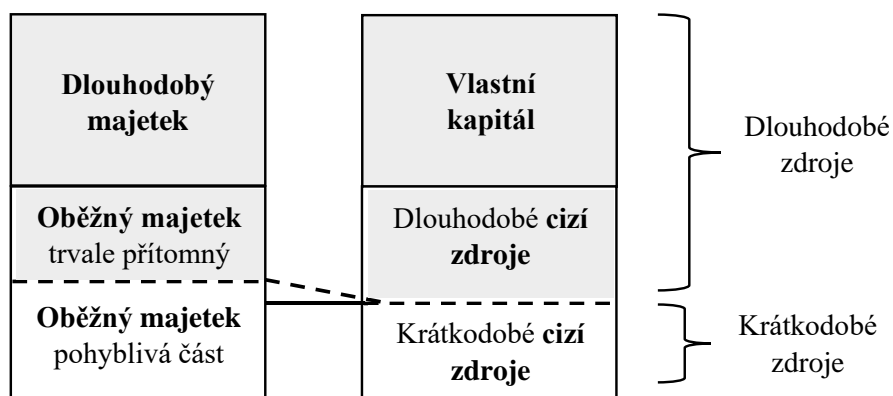 Dlouhodobý
majetek
Oběžný majetek
trvale přítomný
Oběžný majetek
pohyblivá část
Vlastní
kapitál
Dlouhodobé cizí
zdroje
Krátkodobé cizí
zdroje
Dlouhodobé
zdroje
Krátkodobé
zdroje